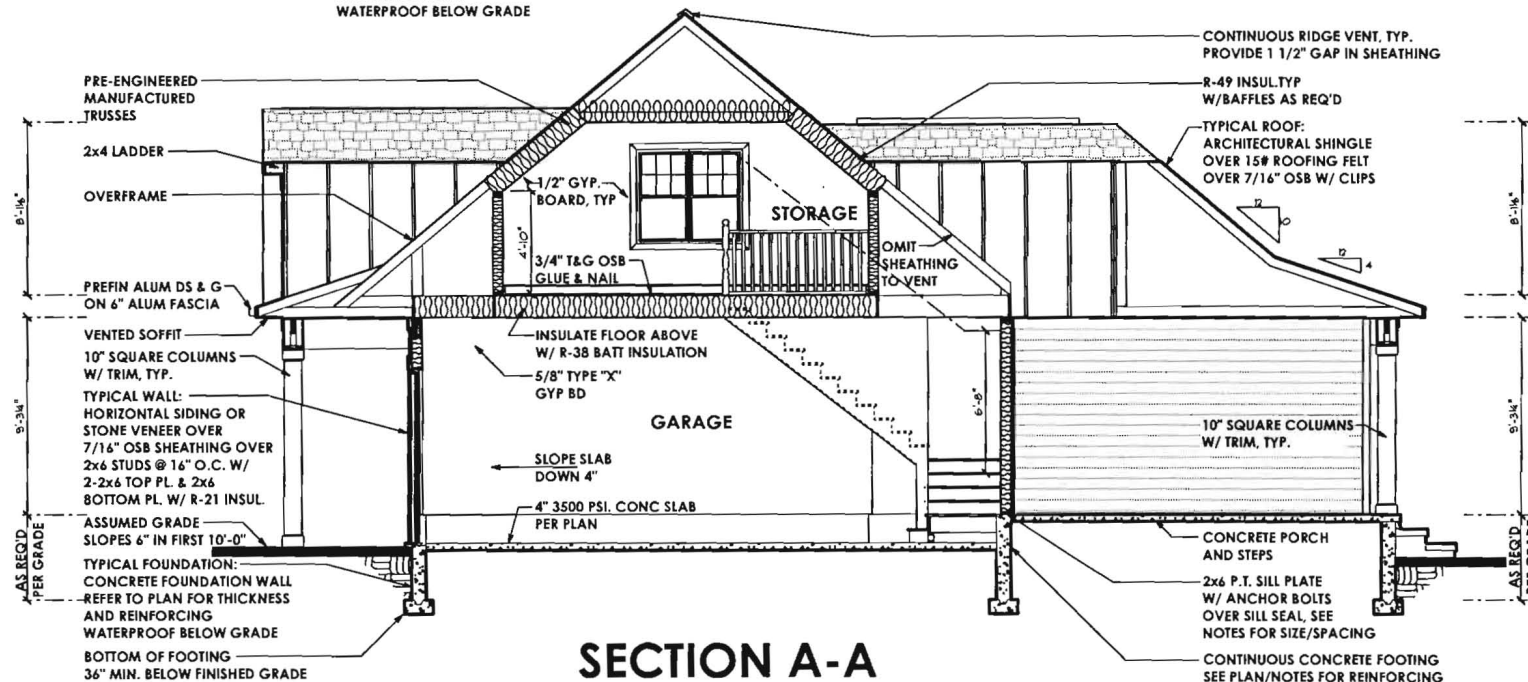 WATERPROOF BELOW GRADE
PRE-ENGINEERED
MANUFACTURED
TRUSSES
2x4 LADDER
OVERFRAME
8'-1⅛"
PREFIN ALUM DS & G
ON 6" ALUM FASCIA
VENTED SOFFIT
10" SQUARE COLUMNS
W/ TRIM, TYP.
TYPICAL WALL:
HORIZONTAL SIDING OR
STONE VENEER OVER
7/16" OSB SHEATHING OVER
2x6 STUDS @ 16" O.C. W/
2-2x6 TOP PL. & 2x6
BOTTOM PL. W/ R-21 INSUL.
9'-3¼"
ASSUMED GRADE
SLOPES 6" IN FIRST 10'-0"
AS REQ'D
PER GRADE
TYPICAL FOUNDATION:
CONCRETE FOUNDATION WALL
REFER TO PLAN FOR THICKNESS
AND REINFORCING
WATERPROOF BELOW GRADE
BOTTOM OF FOOTING
36" MIN. BELOW FINISHED GRADE
1/2" GYP.
BOARD, TYP
4'-10"
STORAGE
3/4" T&G OSB
GLUE & NAIL
OMIT
SHEATHING
TO VENT
INSULATE FLOOR ABOVE
W/ R-38 BATT INSULATION
5/8" TYPE "X"
GYP BD
GARAGE
6'-8"
SLOPE SLAB
DOWN 4"
4" 3500 PSI. CONC SLAB
PER PLAN
CONTINUOUS RIDGE VENT, TYP.
PROVIDE 1 1/2" GAP IN SHEATHING
R-49 INSUL.TYP
W/BAFFLES AS REQ'D
TYPICAL ROOF:
ARCHITECTURAL SHINGLE
OVER 15# ROOFING FELT
OVER 7/16" OSB W/ CLIPS
12
10
12
4
8'-1⅛"
10" SQUARE COLUMNS
W/ TRIM, TYP.
9'-3¼"
CONCRETE PORCH
AND STEPS
AS REQ'D
2x6 P.T. SILL PLATE
W/ ANCHOR BOLTS
OVER SILL SEAL, SEE
NOTES FOR SIZE/SPACING
CONTINUOUS CONCRETE FOOTING
SEE PLAN/NOTES FOR REINFORCING
SECTION A-A